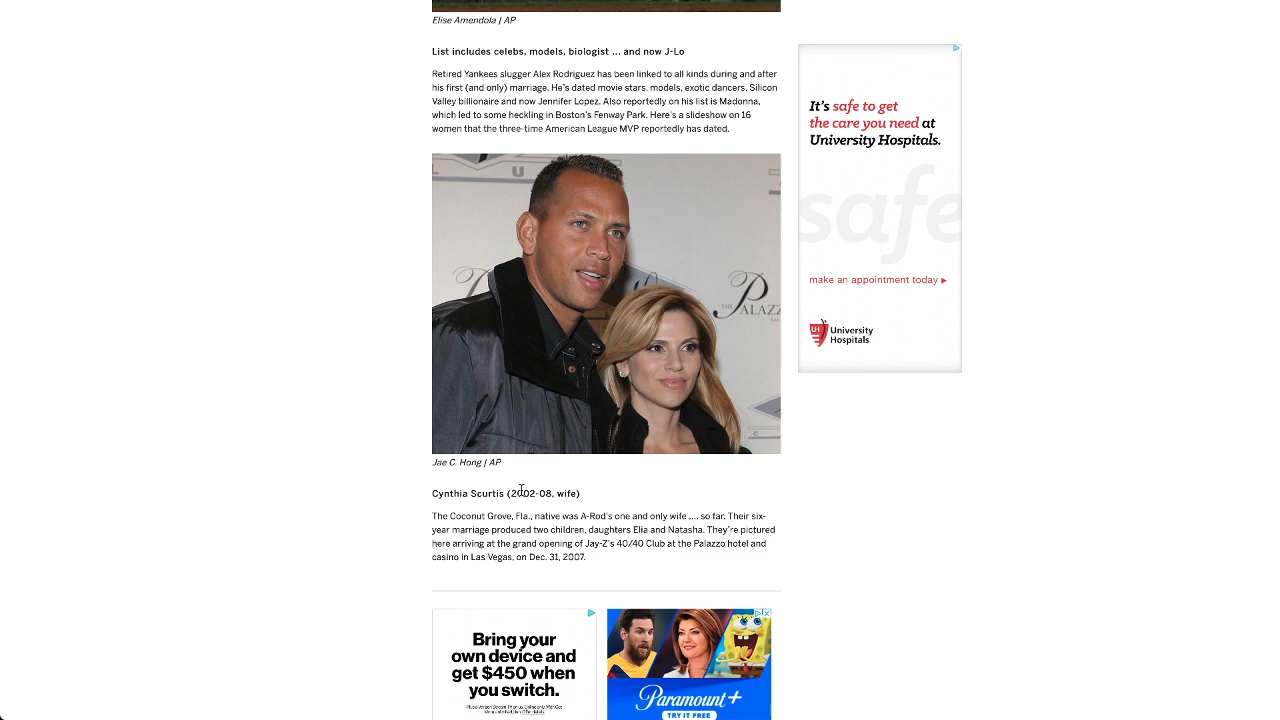 Elise Amendola | AP
List includes celebs, models, biologist ... and now J-Lo
Retired Yankees slugger Alex Rodriguez has been linked to all kinds during and after
his first (and only) marriage. He's dated movie stars, models, exotic dancers, Silicon
Valley billionaire and now Jennifer Lopez. Also reportedly on his list is Madonna,
which led to some heckling in Boston's Fenway Park. Here's a slideshow on 16
women that the three-time American League MVP reportedly has dated.
THE PALAZZ
Jae C. Hong | AP
Cynthia Scurtis (2002-08, wife)
The Coconut Grove, Fla., native was A-Rod's one and only wife .... so far. Their six-
year marriage produced two children, daughters Elia and Natasha. They're pictured
here arriving at the grand opening of Jay-Z's 40/40 Club at the Palazzo hotel and
casino in Las Vegas, on Dec. 31, 2007.
It's safe to get
the care you need at
University Hospitals.
safe
make an appointment today ▸
UH University
Hospitals
Bring your
own device and
get $450 when
you switch.
Paramount+
TRY IT FREE